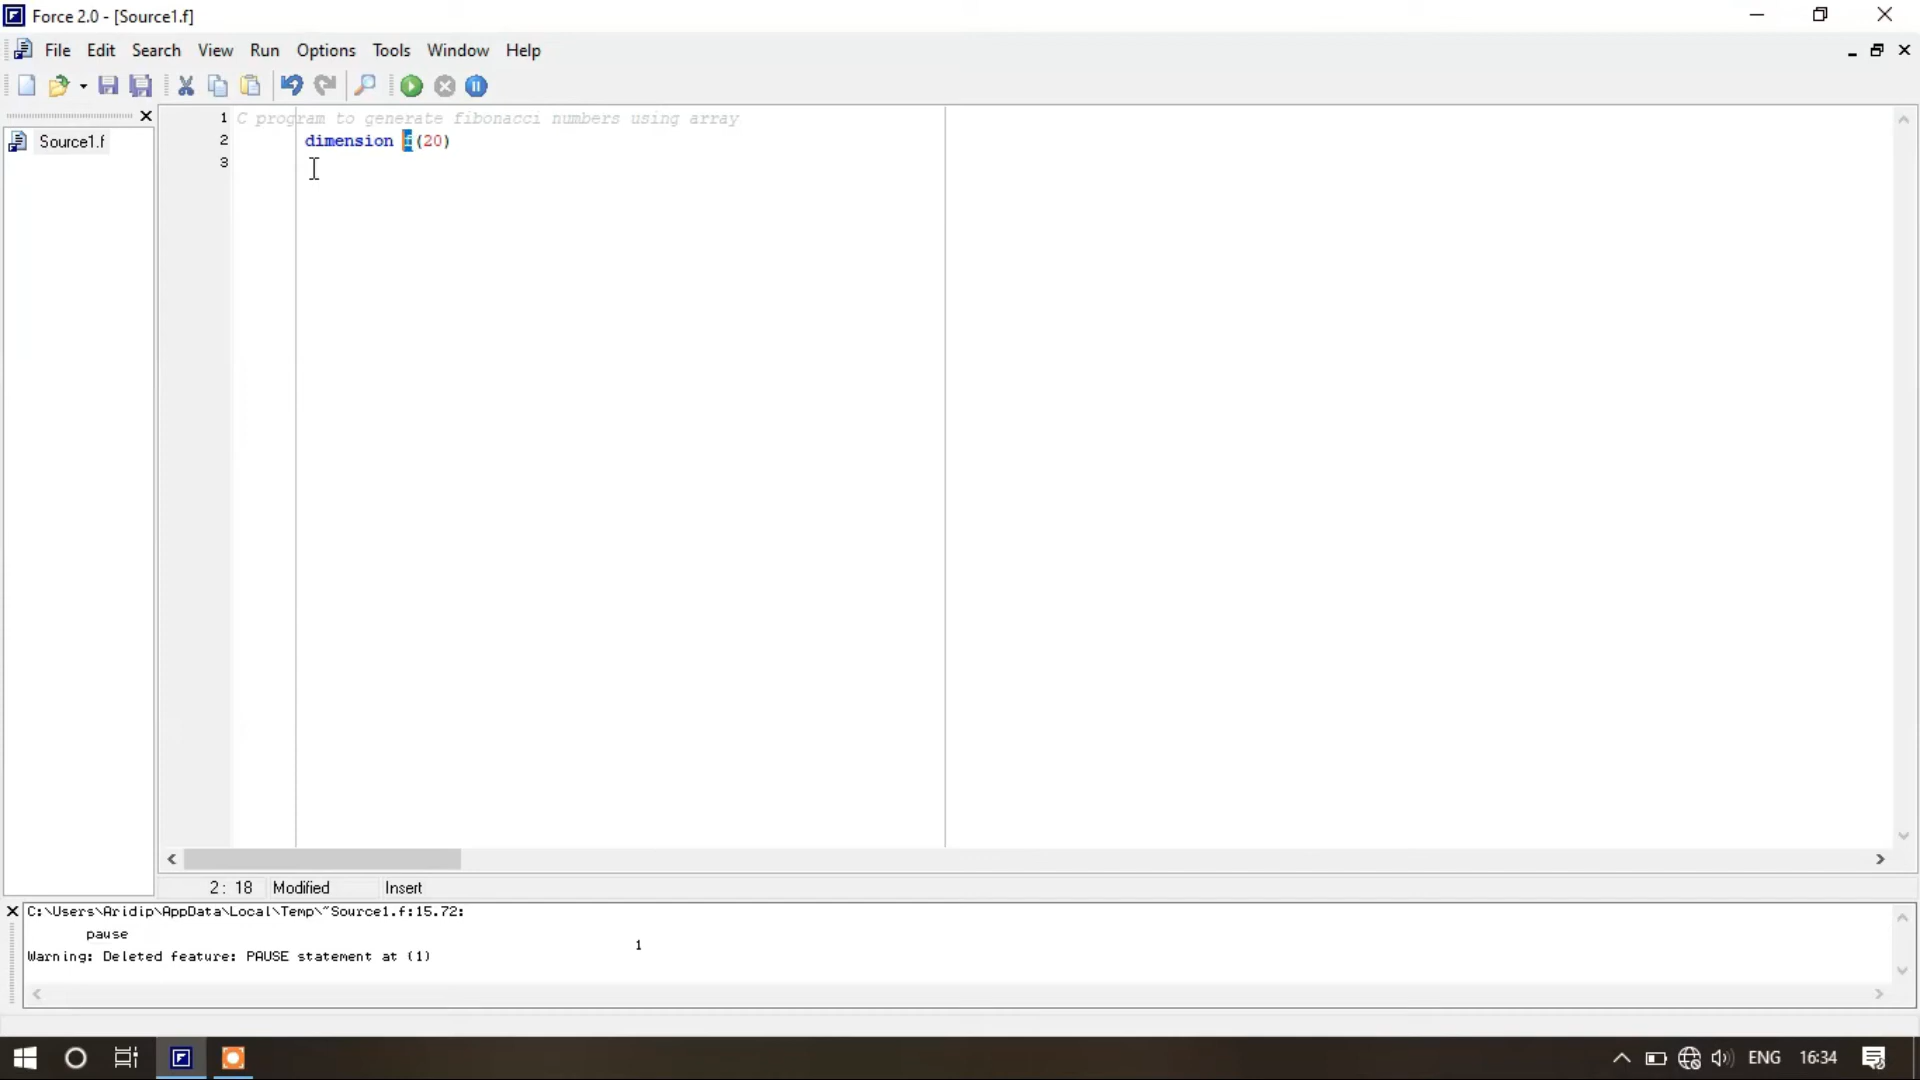 Force 2.0 - [Source1.f]
File Edit Search View Run Options Tools Window Help
Source1.f
1 C program to generate fibonacci numbers using array
2 dimension f(20)
3
2: 18 Modified Insert
C:\Users\Aridip\AppData\Local\Temp\~Source1.f:15.72:
pause
1
Warning: Deleted feature: PAUSE statement at (1)
ENG 16:34